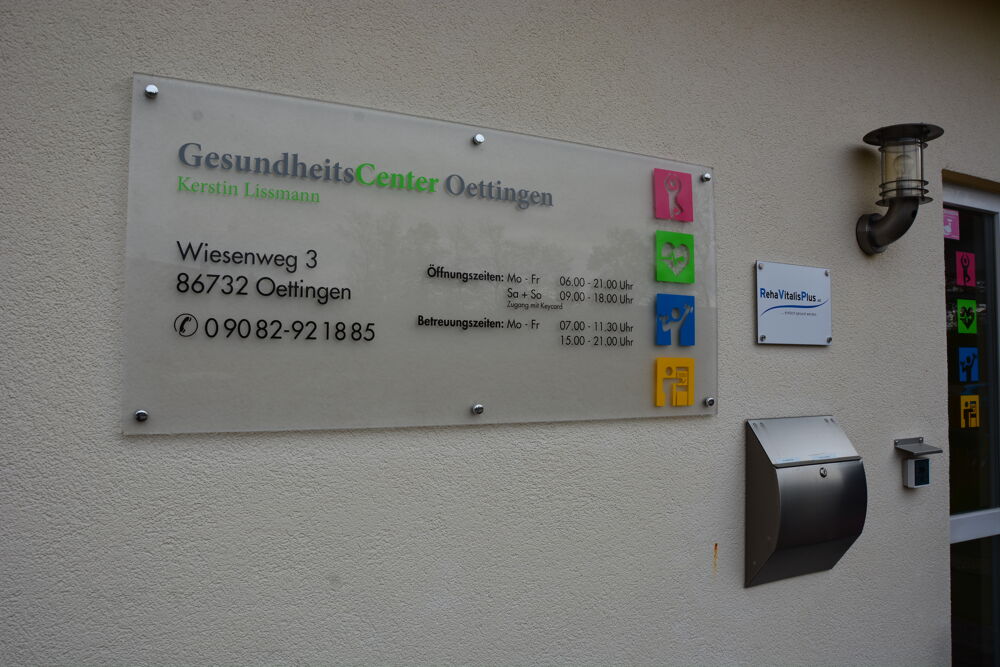 GesundheitsCenter Oettingen
Kerstin Lissmann
Wiesenweg 3
86732 Oettingen
09082-921885
Öffnungszeiten: Mo - Fr 06.00 - 21.00 Uhr
Sa + So 09.00 - 18.00 Uhr
Zugang mit Keycard
Betreuungszeiten: Mo - Fr 07.00 - 11.30 Uhr
15.00 - 21.00 Uhr
RehaVitalisPlus